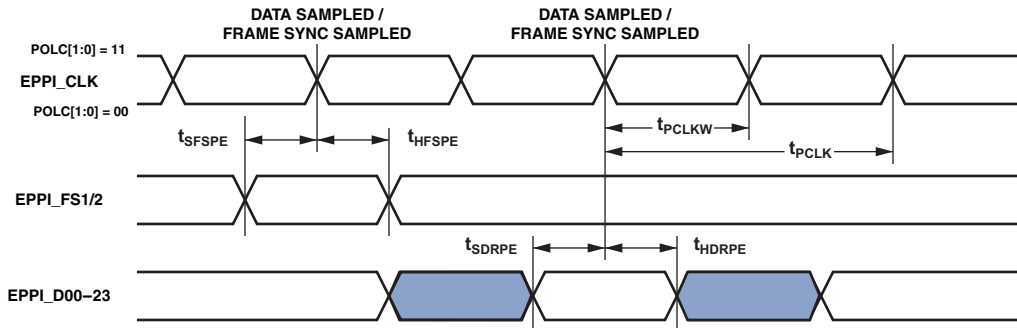 DATA SAMPLED /
FRAME SYNC SAMPLED
DATA SAMPLED /
FRAME SYNC SAMPLED
POLC[1:0] = 11
EPPI_CLK
POLC[1:0] = 00
tSFSPE
tHFSPE
tPCLKW
tPCLK
EPPI_FS1/2
tSDRPE
tHDRPE
EPPI_D00–23